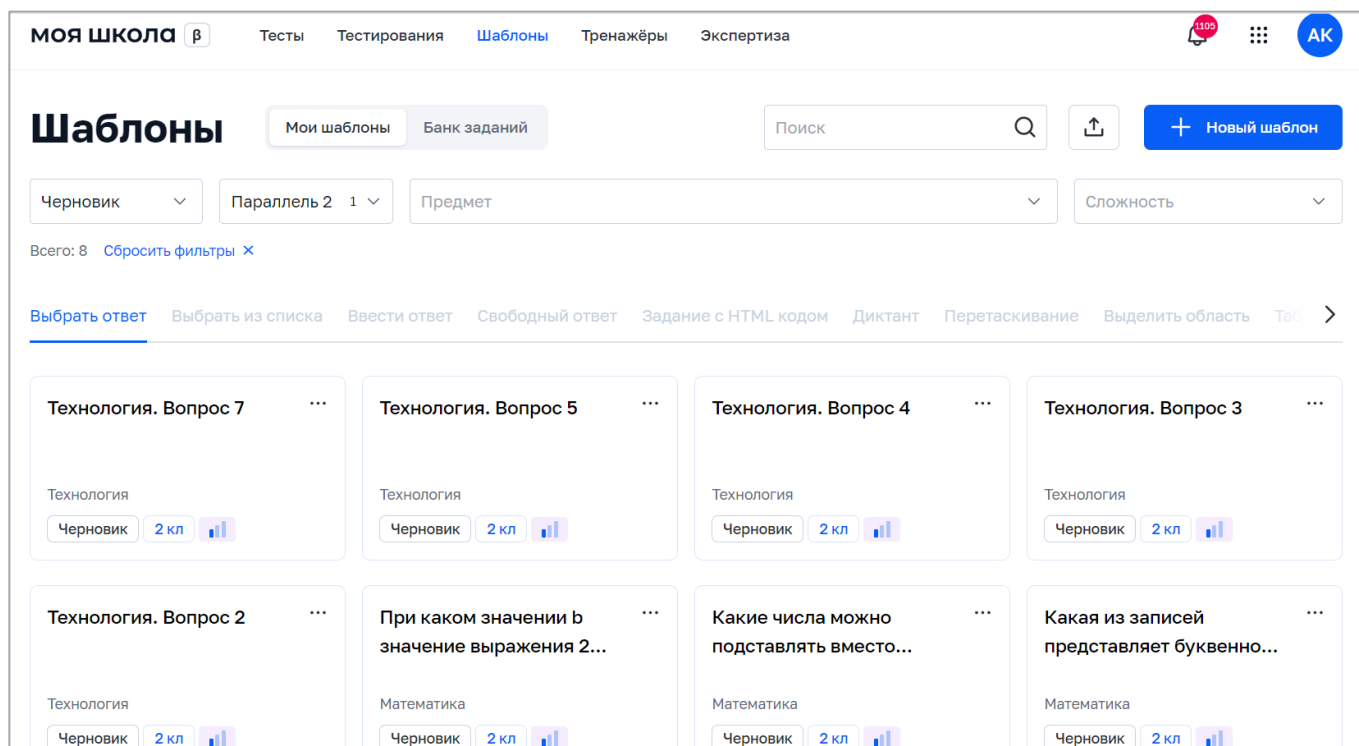 моя школа β Тесты Тестирования Шаблоны Тренажёры Экспертиза 1105 АК
Шаблоны Мои шаблоны Банк заданий Поиск Новый шаблон
Черновик Параллель 2 1 Предмет Сложность
Всего: 8 Сбросить фильтры
Выбрать ответ Выбрать из списка Ввести ответ Свободный ответ Задание с HTML кодом Диктант Перетаскивание Выделить область Таб
Технология. Вопрос 7 Технология. Вопрос 5 Технология. Вопрос 4 Технология. Вопрос 3
Технология Технология Технология Технология
Черновик 2 кл Черновик 2 кл Черновик 2 кл Черновик 2 кл
Технология. Вопрос 2 При каком значении b Какие числа можно Какая из записей
значение выражения 2... подставлять вместо... представляет буквенно...
Технология Математика Математика Математика
Черновик 2 кл Черновик 2 кл Черновик 2 кл Черновик 2 кл